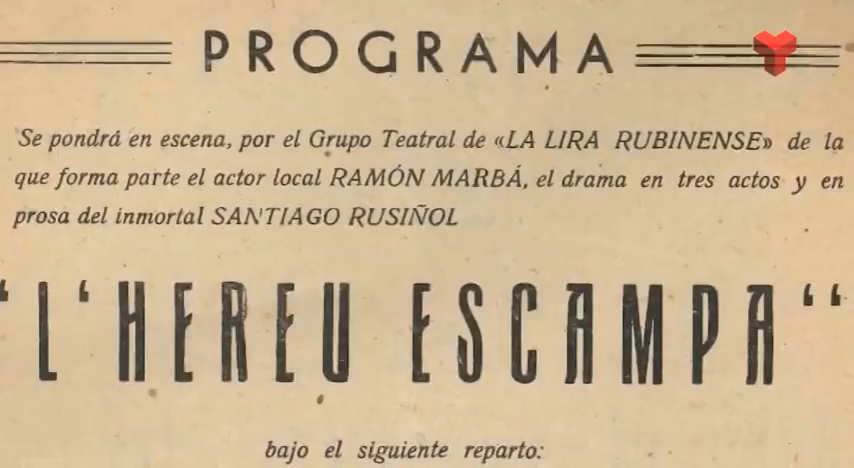 PROGRAMA
Se pondrá en escena, por el Grupo Teatral de «LA LIRA RUBINENSE» de la
que forma parte el actor local RAMÓN MARBÁ, el drama en tres actos y en
prosa del inmortal SANTIAGO RUSIÑOL
"L'HEREU ESCAMPA"
bajo el siguiente reparto: